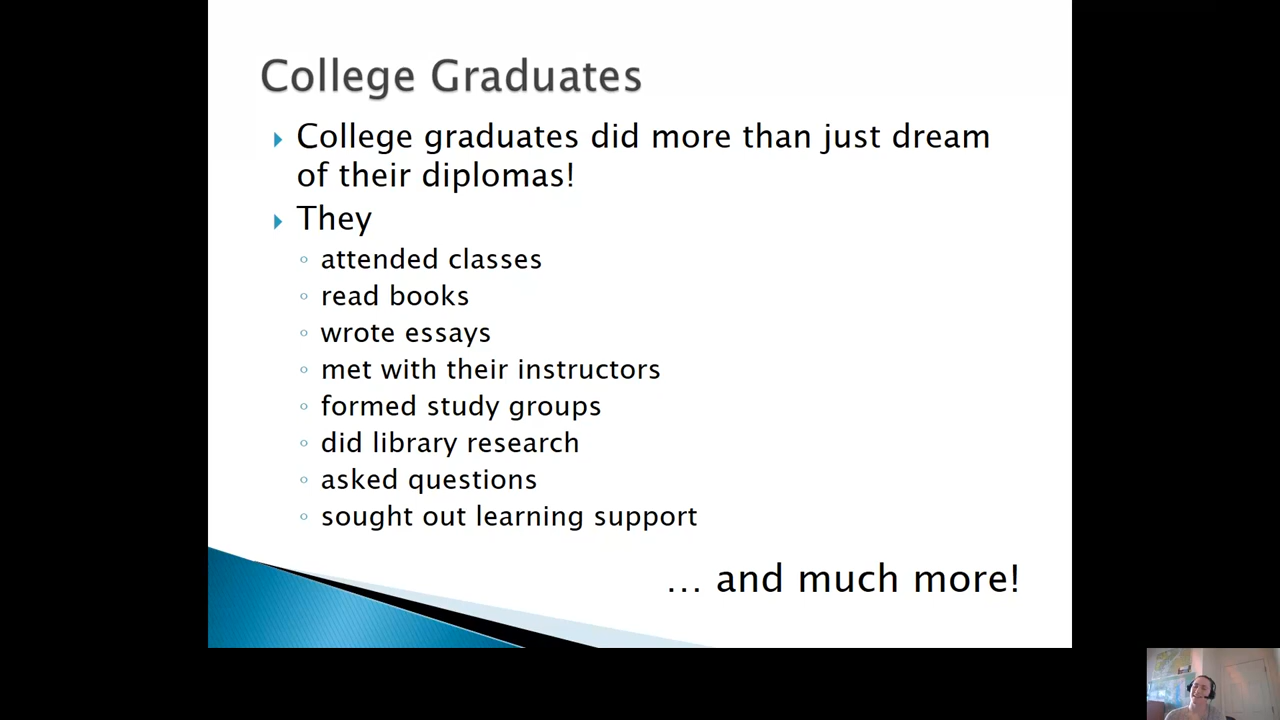 College Graduates
College graduates did more than just dream
of their diplomas!
They
attended classes
read books
wrote essays
met with their instructors
formed study groups
did library research
asked questions
sought out learning support
… and much more!